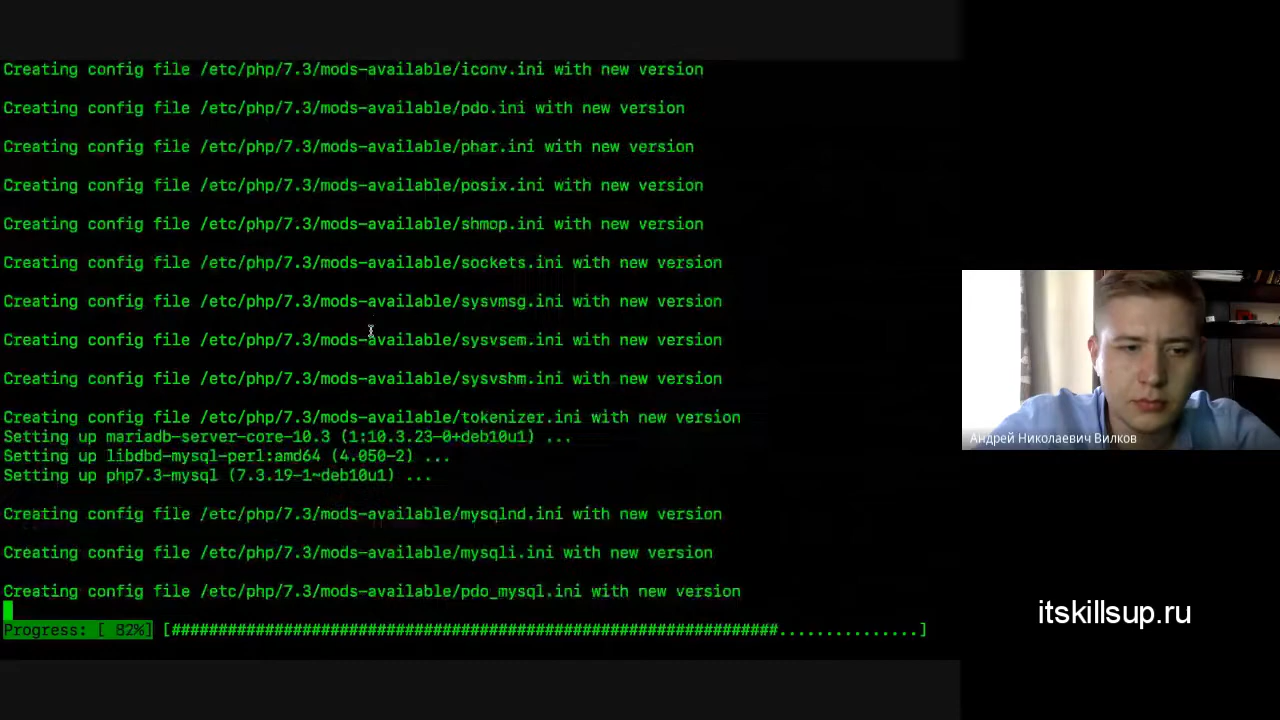 Creating config file /etc/php/7.3/mods-available/iconv.ini with new version
Creating config file /etc/php/7.3/mods-available/pdo.ini with new version
Creating config file /etc/php/7.3/mods-available/phar.ini with new version
Creating config file /etc/php/7.3/mods-available/posix.ini with new version
Creating config file /etc/php/7.3/mods-available/shmop.ini with new version
Creating config file /etc/php/7.3/mods-available/sockets.ini with new version
Creating config file /etc/php/7.3/mods-available/sysvmsg.ini with new version
Creating config file /etc/php/7.3/mods-available/sysvsem.ini with new version
Creating config file /etc/php/7.3/mods-available/sysvshm.ini with new version
Creating config file /etc/php/7.3/mods-available/tokenizer.ini with new version
Setting up mariadb-server-core-10.3 (1:10.3.23-0+deb10u1) ...
Setting up libdbd-mysql-perl:amd64 (4.050-2) ...
Setting up php7.3-mysql (7.3.19-1~deb10u1) ...
Creating config file /etc/php/7.3/mods-available/mysqlnd.ini with new version
Creating config file /etc/php/7.3/mods-available/mysqli.ini with new version
Creating config file /etc/php/7.3/mods-available/pdo_mysql.ini with new version
Progress: [ 82%] [#################################################################...............]
Андрей Николаевич Вилков
itskillsup.ru